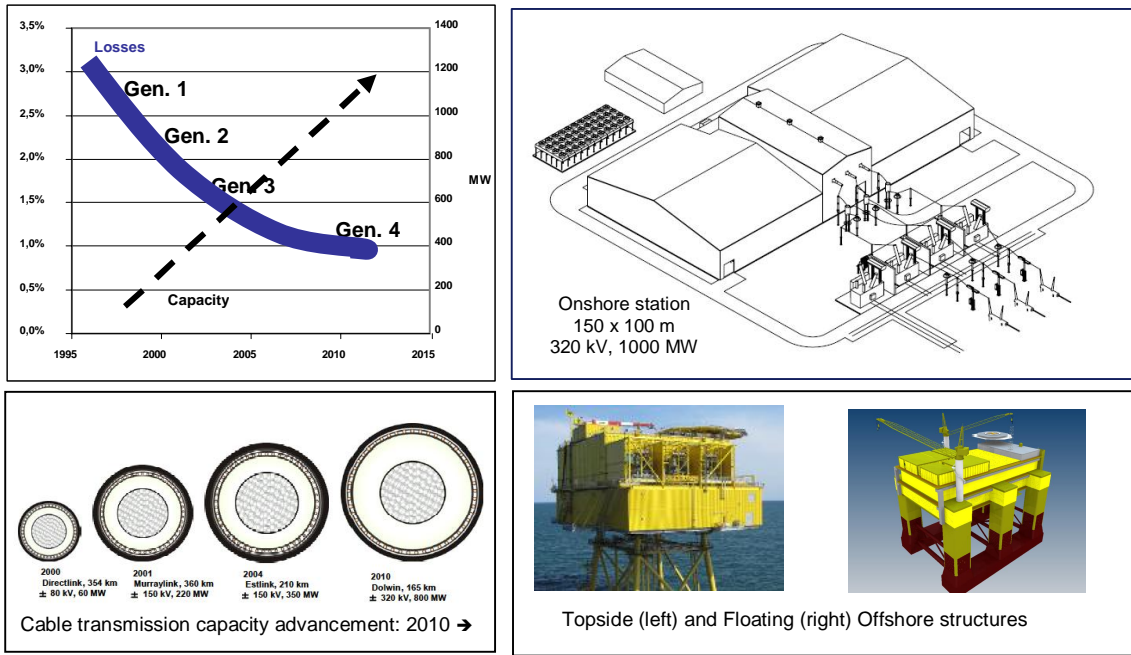 3,5%
3,0%
2,5%
2,0%
1,5%
1,0%
0,5%
0,0%
Losses
Gen. 1
Gen. 2
Gen. 3
Gen. 4
Capacity
1400
1200
1000
800
MW
600
400
200
0
1995
2000
2005
2010
2015
Onshore station
150 x 100 m
320 kV, 1000 MW
2000
Directlink, 354 km
± 80 kV, 60 MW
2001
Murraylink, 360 km
± 150 kV, 220 MW
2004
Estlink, 210 km
± 150 kV, 350 MW
2010
Dolwin, 165 km
± 320 kV, 800 MW
Cable transmission capacity advancement: 2010 ➔
Topside (left) and Floating (right) Offshore structures